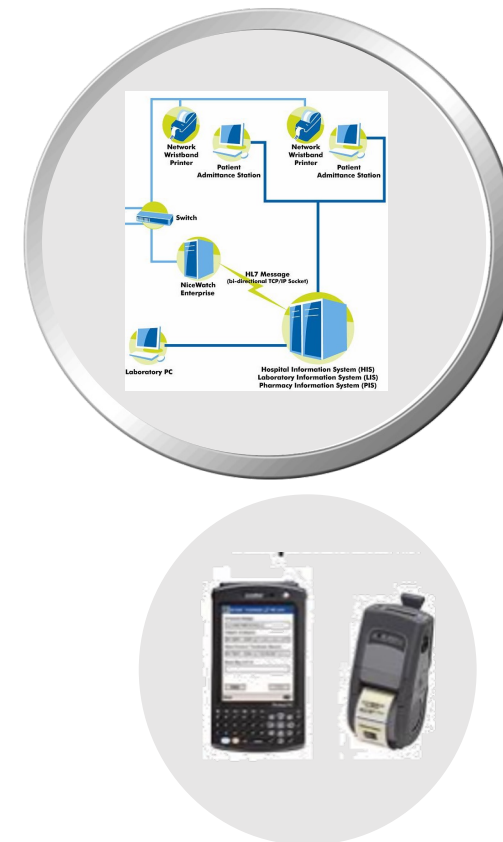 Network
Wristband
Printer
Patient
Admittance Station
Network
Wristband
Printer
Patient
Admittance Station
Switch
NiceWatch
Enterprise
HL7 Message
(bi-directional TCP/IP Socket)
Laboratory PC
Hospital Information System (HIS)
Laboratory Information System (LIS)
Pharmacy Information System (PIS)